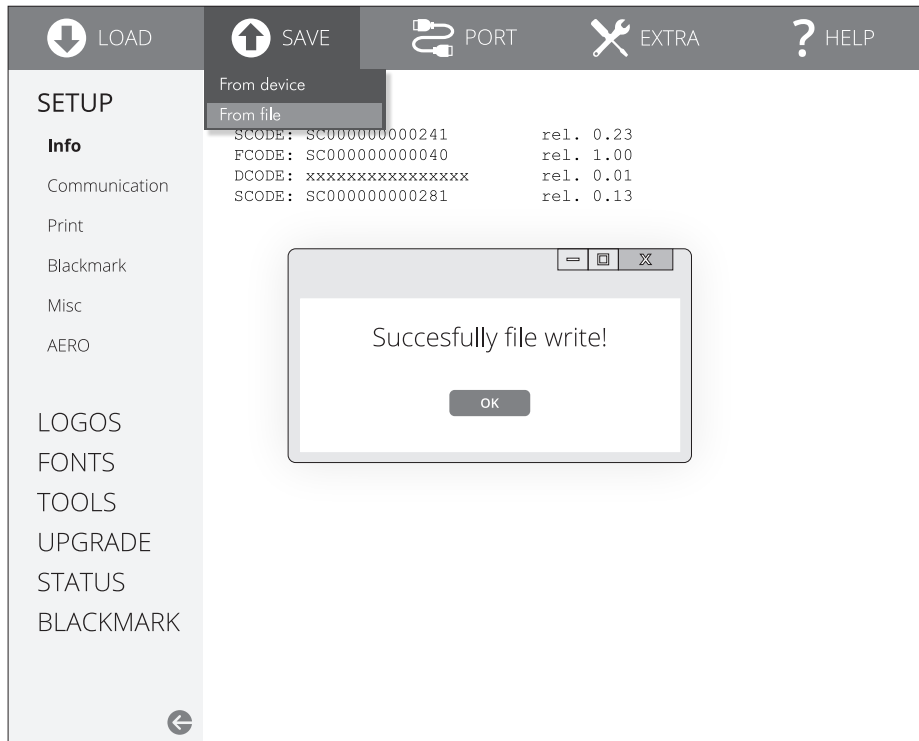 LOAD SAVE PORT EXTRA ? HELP
From device
From file
SETUP
Info
Communication
Print
Blackmark
Misc
AERO
LOGOS
FONTS
TOOLS
UPGRADE
STATUS
BLACKMARK
SCODE: SC000000000241 rel. 0.23
FCODE: SC000000000040 rel. 1.00
DCODE: xxxxxxxxxxxxxxxx rel. 0.01
SCODE: SC000000000281 rel. 0.13
X
Succesfully file write!
OK